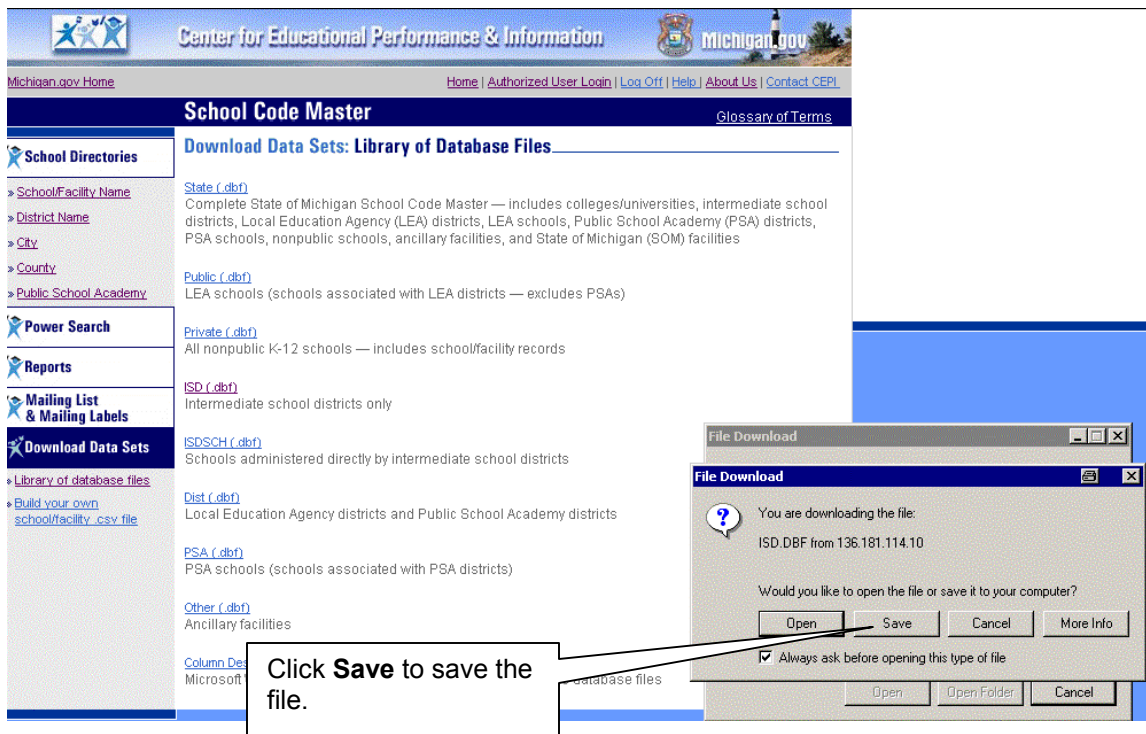 Center for Educational Performance & Information
Michigan.gov
Michigan.gov Home
Home | Authorized User Login | Log Off | Help | About Us | Contact CEPI
School Code Master
Glossary of Terms
School Directories
» School/Facility Name
» District Name
» City
» County
» Public School Academy
Power Search
Reports
Mailing List
& Mailing Labels
Download Data Sets
» Library of database files
» Build your own
school/facility .csv file
Download Data Sets: Library of Database Files
State (.dbf)
Complete State of Michigan School Code Master — includes colleges/universities, intermediate school
districts, Local Education Agency (LEA) districts, LEA schools, Public School Academy (PSA) districts,
PSA schools, nonpublic schools, ancillary facilities, and State of Michigan (SOM) facilities
Public (.dbf)
LEA schools (schools associated with LEA districts — excludes PSAs)
Private (.dbf)
All nonpublic K-12 schools — includes school/facility records
ISD (.dbf)
Intermediate school districts only
ISDSCH (.dbf)
Schools administered directly by intermediate school districts
Dist (.dbf)
Local Education Agency districts and Public School Academy districts
PSA (.dbf)
PSA schools (schools associated with PSA districts)
Other (.dbf)
Ancillary facilities
Column Des
Microsoft
database files
Click Save to save the
file.
File Download
File Download
You are downloading the file:
ISD.DBF from 136.181.114.10
Would you like to open the file or save it to your computer?
Open Save Cancel More Info
Always ask before opening this type of file
Open Open Folder Cancel